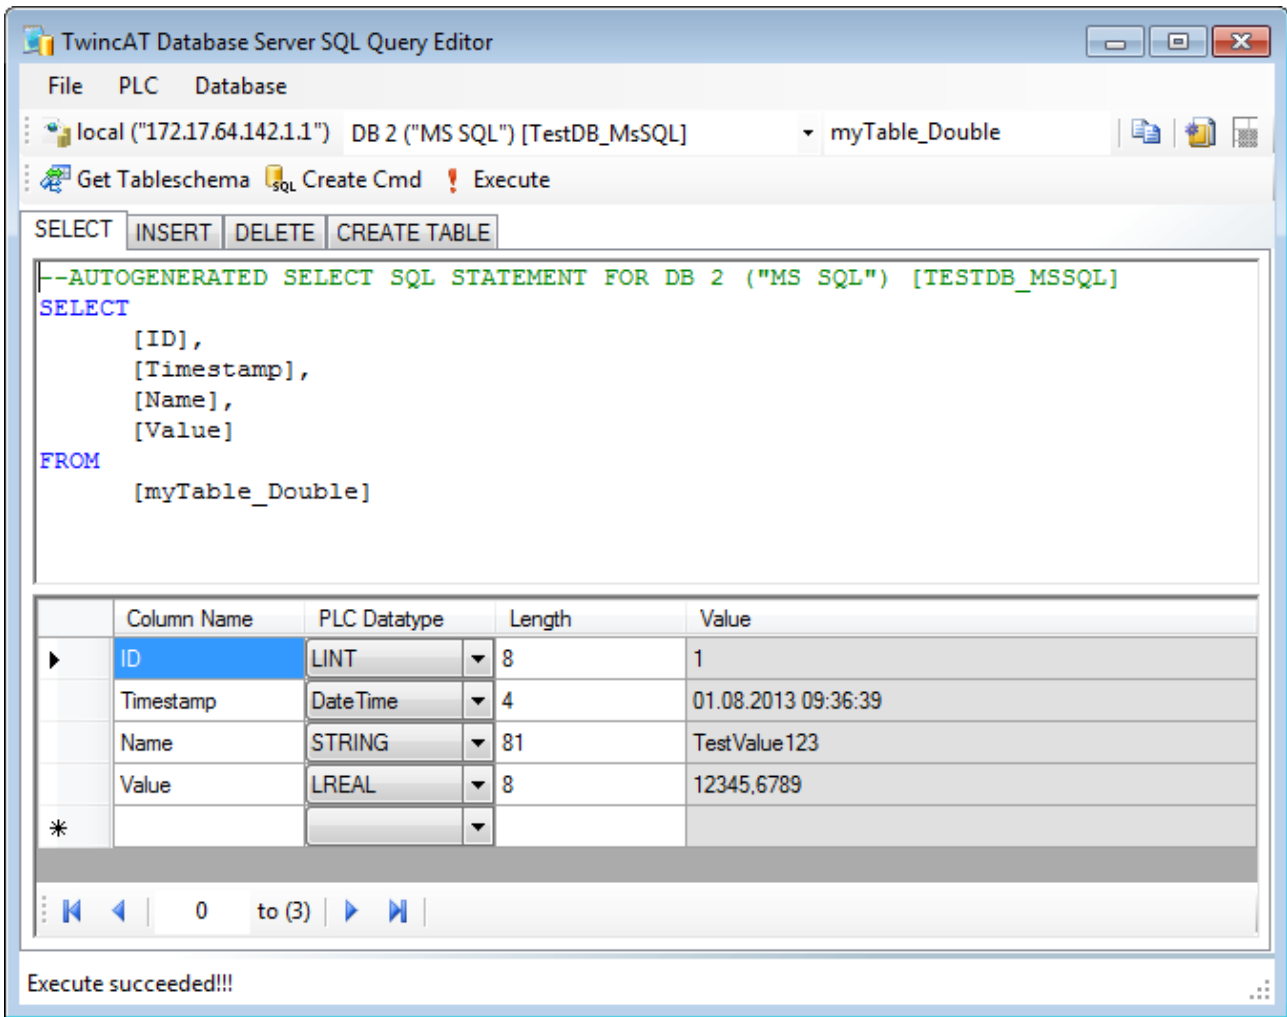 TwincAT Database Server SQL Query Editor
File PLC Database
local ("172.17.64.142.1.1") DB 2 ("MS SQL") [TestDB_MsSQL] myTable_Double
Get Tableschema SQL Create Cmd ! Execute
SELECT INSERT DELETE CREATE TABLE
--AUTOGENERATED SELECT SQL STATEMENT FOR DB 2 ("MS SQL") [TESTDB_MSSQL]
SELECT
[ID],
[Timestamp],
[Name],
[Value]
FROM
[myTable_Double]
Column Name PLC Datatype Length Value
ID LINT 8 1
Timestamp DateTime 4 01.08.2013 09:36:39
Name STRING 81 TestValue123
Value LREAL 8 12345,6789
0 to (3)
Execute succeeded!!!